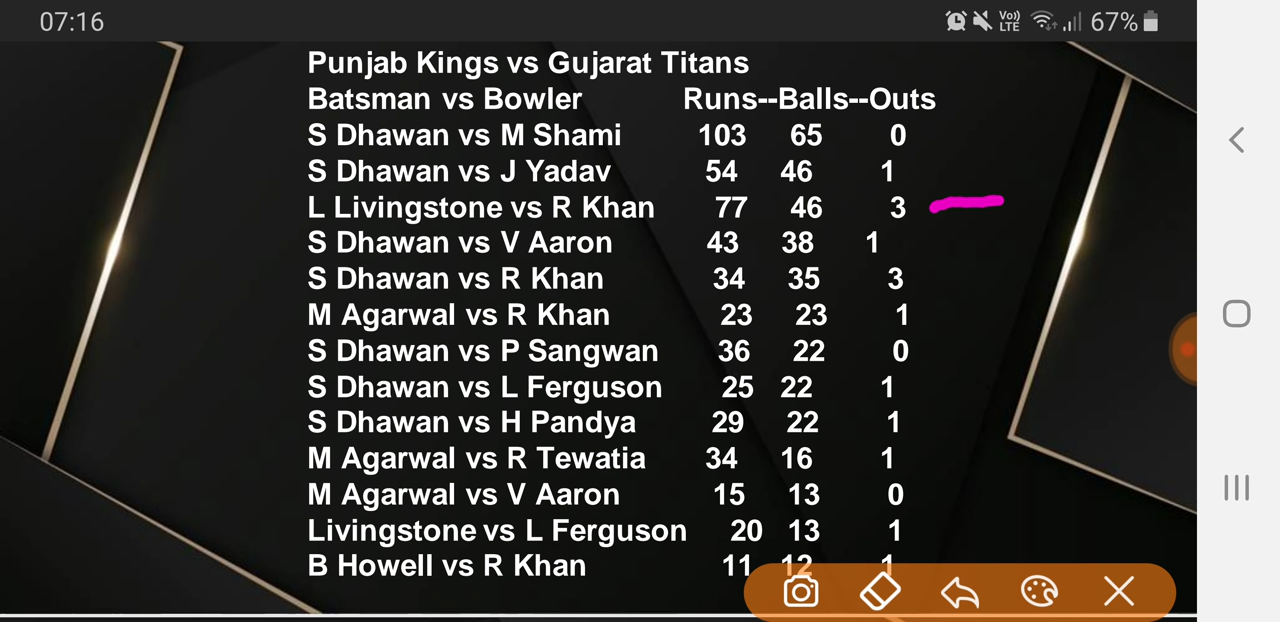 07:16 Vo) LTE 67%
Punjab Kings vs Gujarat Titans
Batsman vs Bowler Runs--Balls--Outs
S Dhawan vs M Shami 103 65 0
S Dhawan vs J Yadav 54 46 1
L Livingstone vs R Khan 77 46 3
S Dhawan vs V Aaron 43 38 1
S Dhawan vs R Khan 34 35 3
M Agarwal vs R Khan 23 23 1
S Dhawan vs P Sangwan 36 22 0
S Dhawan vs L Ferguson 25 22 1
S Dhawan vs H Pandya 29 22 1
M Agarwal vs R Tewatia 34 16 1
M Agarwal vs V Aaron 15 13 0
Livingstone vs L Ferguson 20 13 1
B Howell vs R Khan 11 12 1